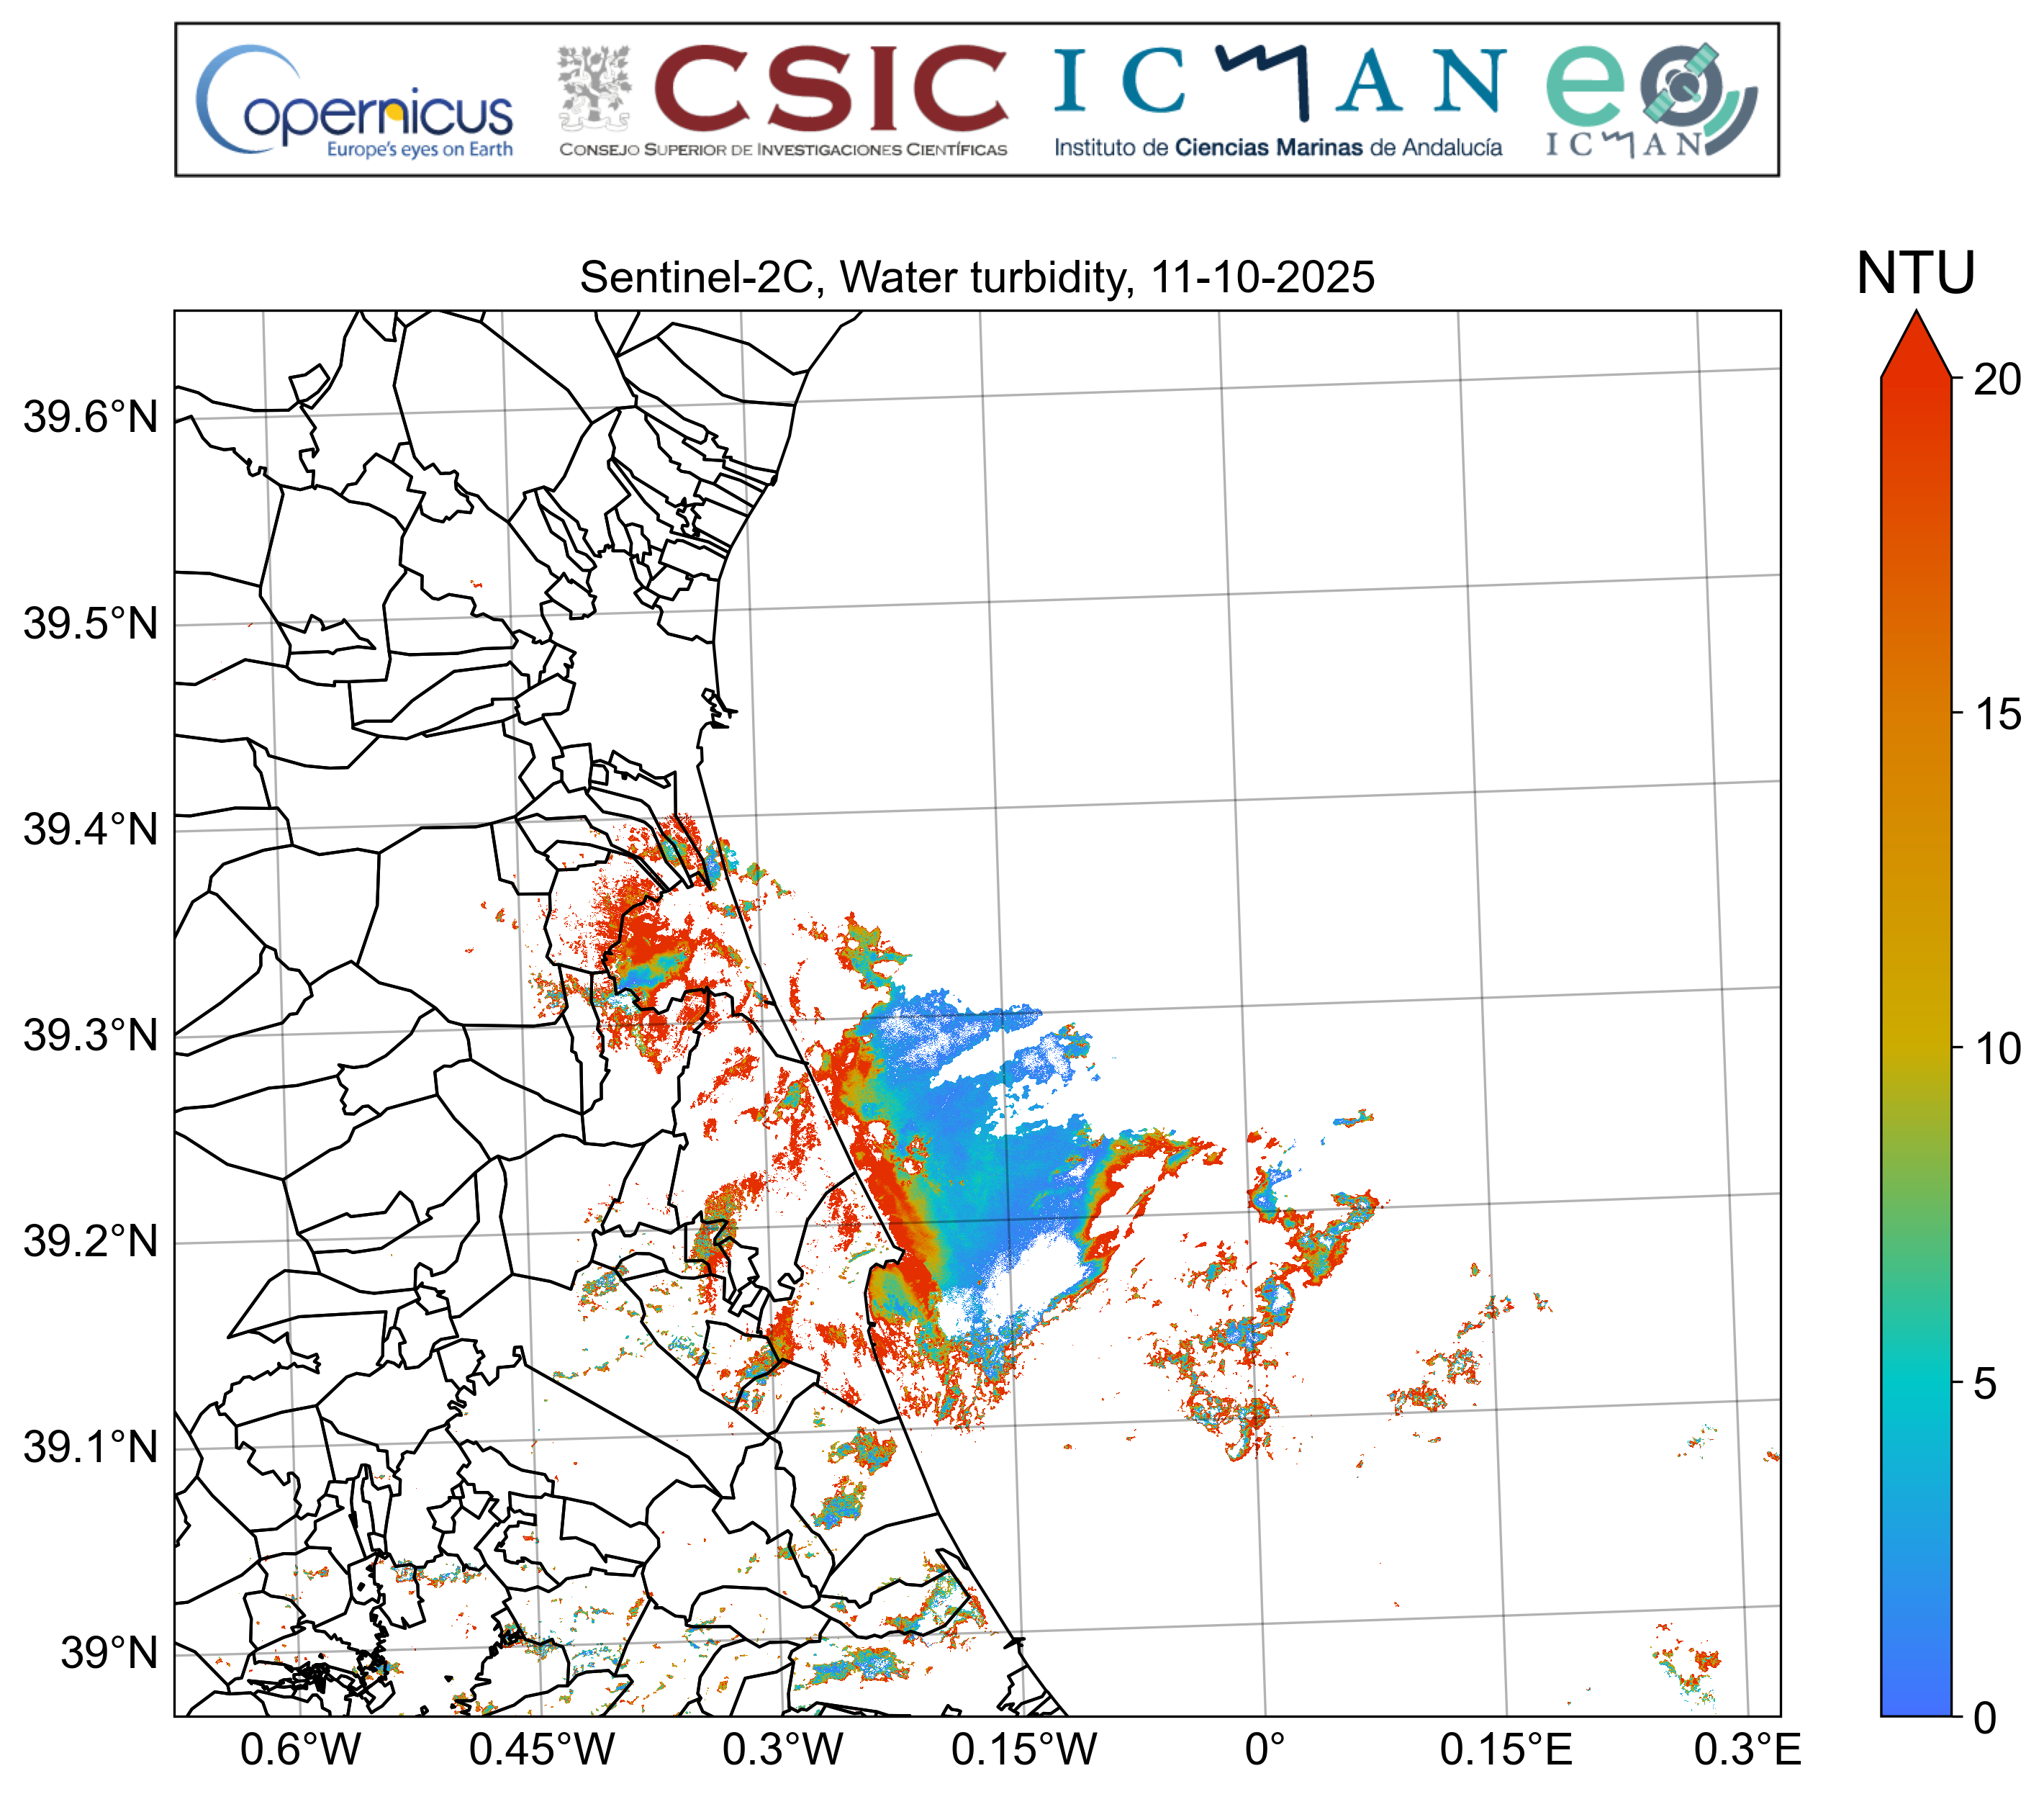 Copernicus
Europe's eyes on Earth
CSIC
CONSEJO SUPERIOR DE INVESTIGACIONES CIENTÍFICAS
ICMAN
Instituto de Ciencias Marinas de Andalucía
eo
ICMAN
Sentinel-2C, Water turbidity, 11-10-2025
NTU
39.6°N
39.5°N
39.4°N
39.3°N
39.2°N
39.1°N
39°N
0.6°W 0.45°W 0.3°W 0.15°W 0° 0.15°E 0.3°E
20
15
10
5
0